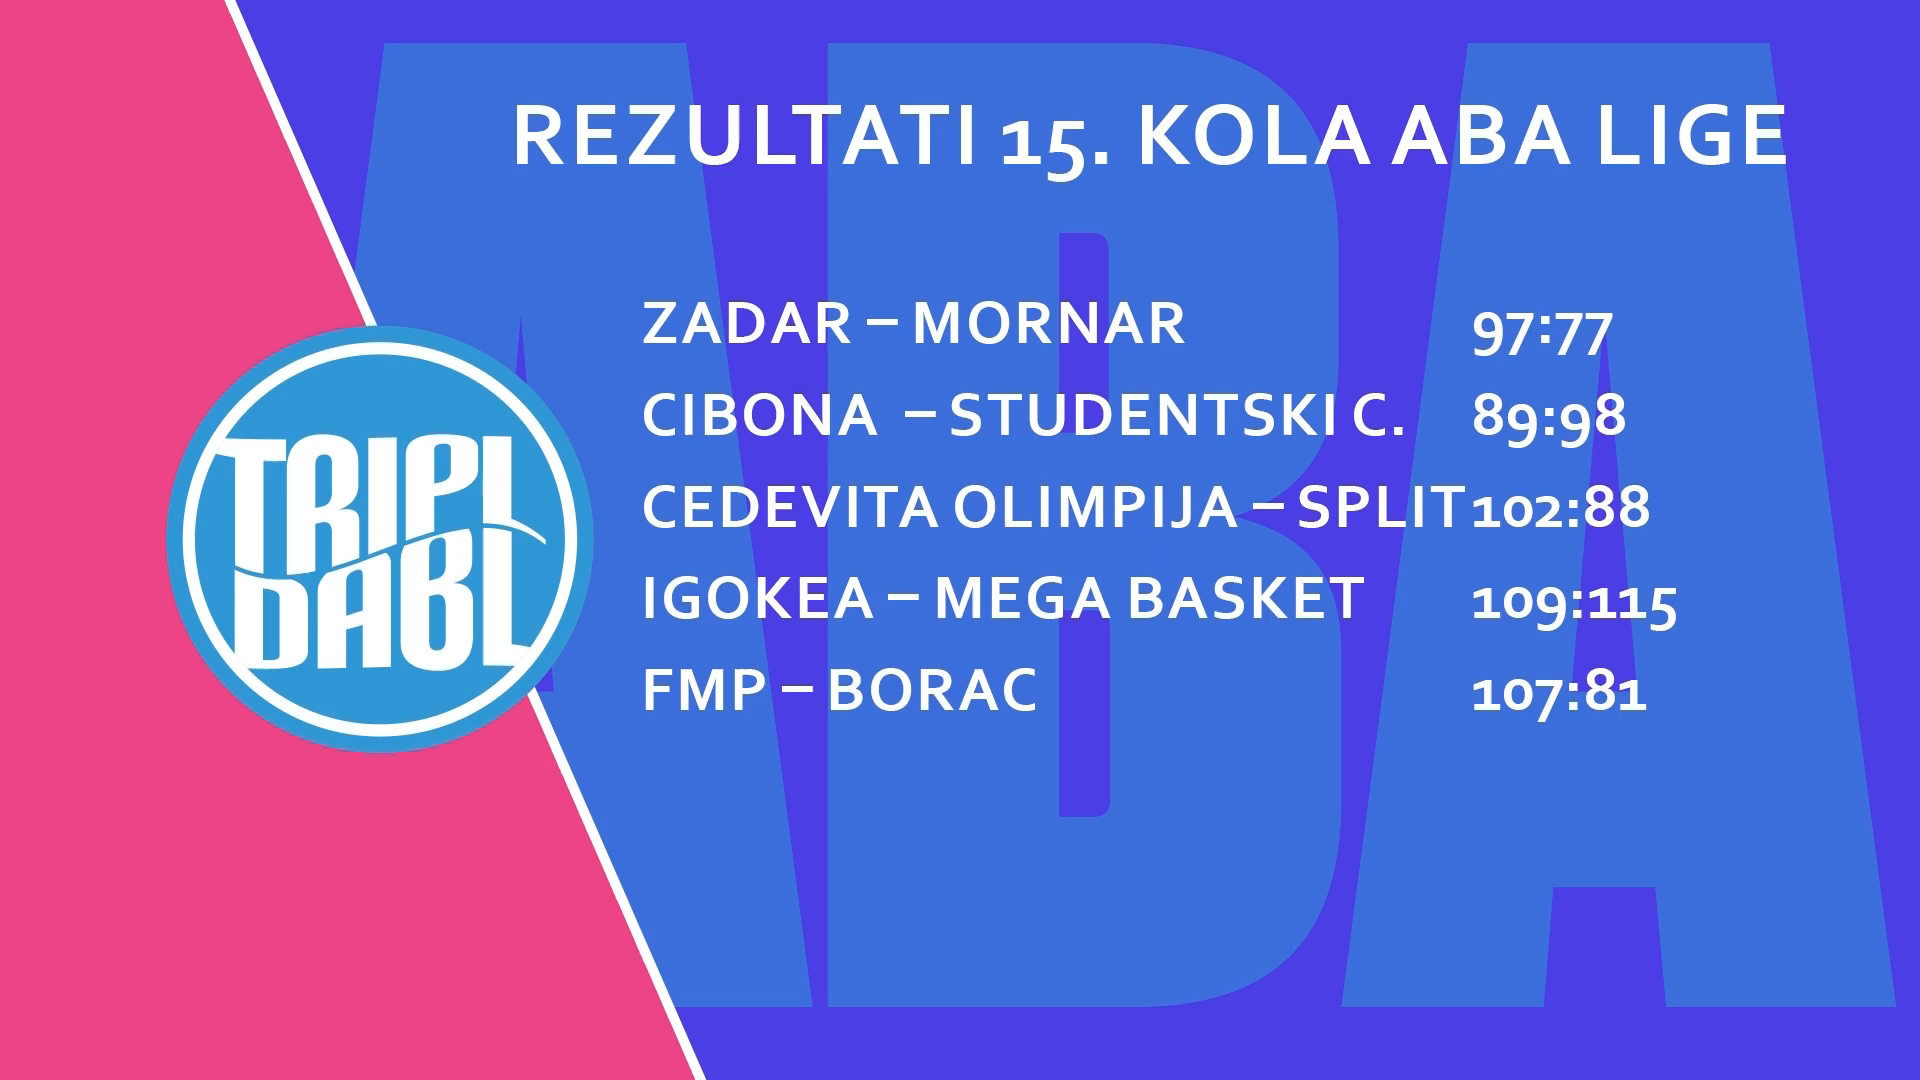 REZULTATI 15. KOLA ABA LIGE
ZADAR – MORNAR 97:77
CIBONA – STUDENTSKI C. 89:98
CEDEVITA OLIMPIJA – SPLIT 102:88
IGOKEA – MEGA BASKET 109:115
FMP – BORAC 107:81
TRIPL
DABL
ABA